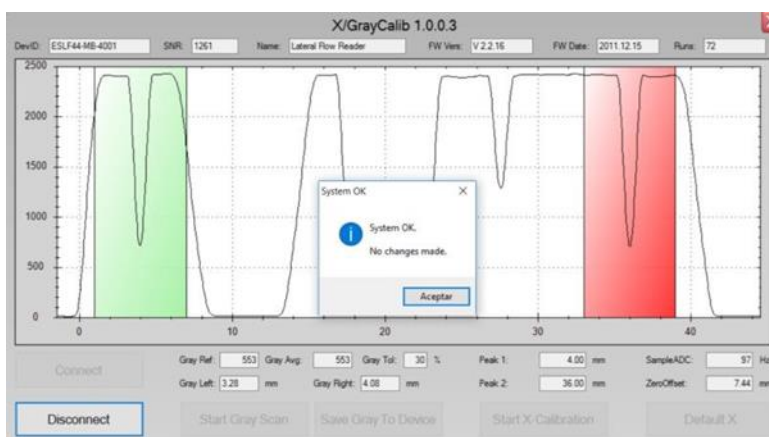 X/GrayCalib 1.0.0.3
DevID: ESLF44-MB-4001 SNR: 1261 Name: Lateral Flow Reader FW Vers: V 2.2.16 FW Date: 2011.12.15 Runs: 72
2500
2000
1500
1000
500
0
0 10 20 30 40
System OK
System OK.
No changes made.
Aceptar
Connect
Gray Ref: 553 Gray Avg: 553 Gray Tol: 30 % Peak 1: 4.00 mm SampleADC: 97 Hz
Gray Left: 3.28 mm Gray Right: 4.08 mm Peak 2: 36.00 mm ZeroOffset: 7.44 mm
Disconnect Start Gray Scan Save Gray To Device Start X-Calibration Default X